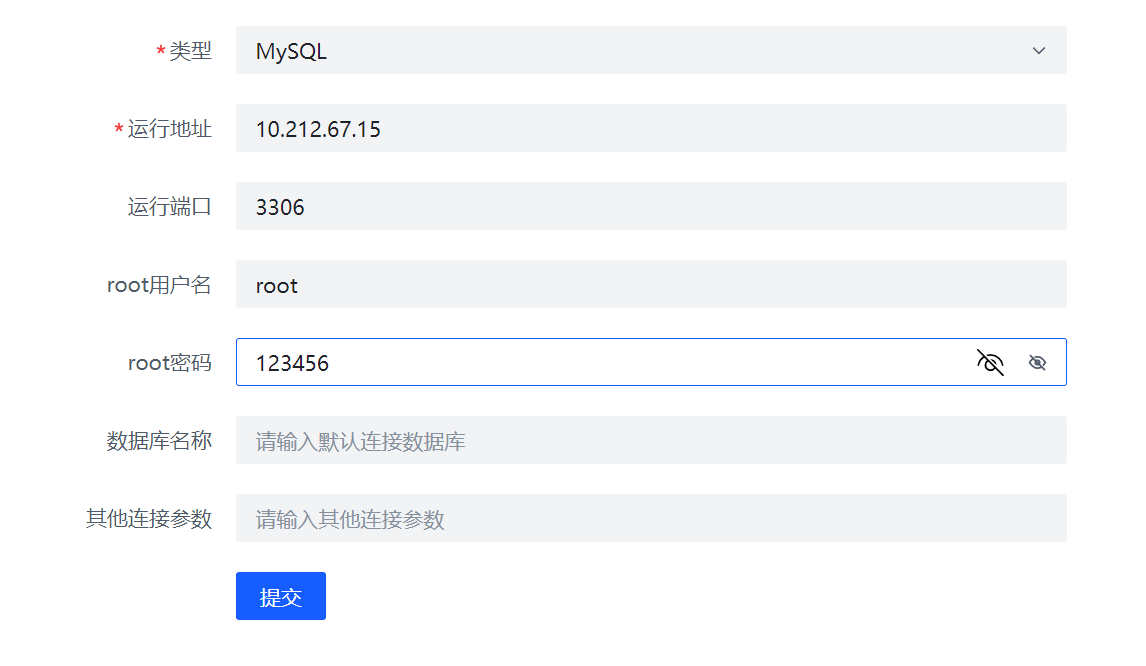 *类型 MySQL
*运行地址 10.212.67.15
运行端口 3306
root用户名 root
root密码 123456
数据库名称 请输入默认连接数据库
其他连接参数 请输入其他连接参数
提交